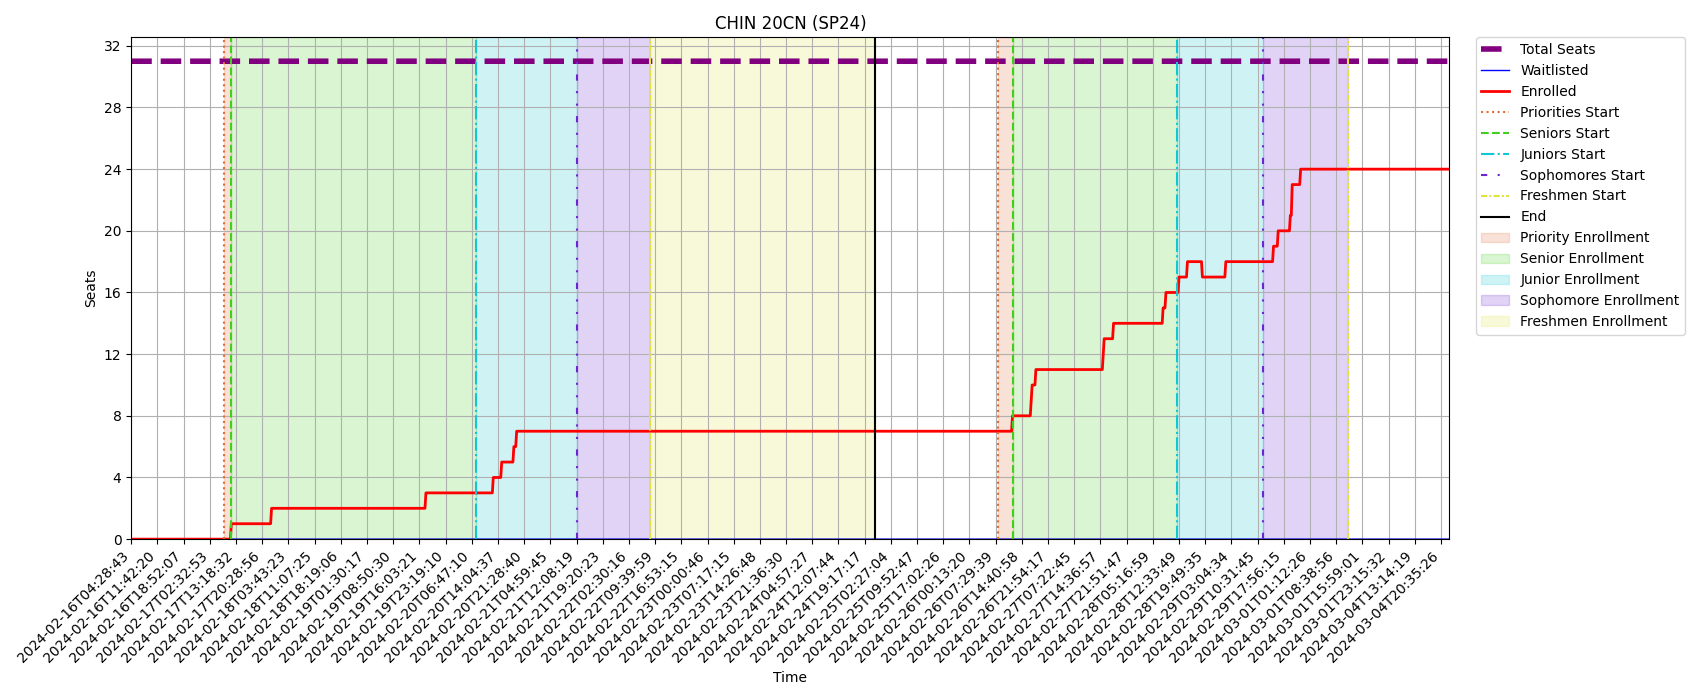 CHIN 20CN (SP24)
Seats
32
28
24
20
16
12
8
4
0
2024-02-16T04:28:43
2024-02-16T11:42:20
2024-02-16T18:52:07
2024-02-17T02:32:53
2024-02-17T13:18:32
2024-02-17T20:28:56
2024-02-18T03:43:23
2024-02-18T11:07:25
2024-02-18T18:19:06
2024-02-19T01:30:17
2024-02-19T08:50:30
2024-02-19T16:03:21
2024-02-19T23:19:10
2024-02-20T06:47:10
2024-02-20T14:04:37
2024-02-20T21:28:40
2024-02-21T04:59:45
2024-02-21T12:08:19
2024-02-21T19:20:23
2024-02-22T02:30:16
2024-02-22T09:39:59
2024-02-22T16:53:15
2024-02-23T00:00:46
2024-02-23T07:17:15
2024-02-23T14:26:48
2024-02-23T21:36:30
2024-02-24T04:57:27
2024-02-24T12:07:44
2024-02-24T19:17:17
2024-02-25T02:27:04
2024-02-25T09:52:47
2024-02-25T17:02:26
2024-02-26T00:13:20
2024-02-26T07:29:39
2024-02-26T14:40:58
2024-02-26T21:54:17
2024-02-27T07:22:45
2024-02-27T14:36:57
2024-02-27T21:51:47
2024-02-28T05:16:59
2024-02-28T12:33:49
2024-02-28T19:49:35
2024-02-29T03:04:34
2024-02-29T10:31:45
2024-02-29T17:56:15
2024-03-01T01:12:26
2024-03-01T08:38:56
2024-03-01T15:59:01
2024-03-01T23:15:32
2024-03-04T13:14:19
2024-03-04T20:35:26
Time
Total Seats
Waitlisted
Enrolled
Priorities Start
Seniors Start
Juniors Start
Sophomores Start
Freshmen Start
End
Priority Enrollment
Senior Enrollment
Junior Enrollment
Sophomore Enrollment
Freshmen Enrollment